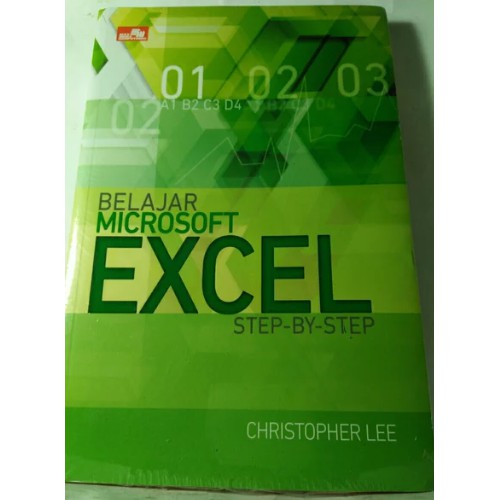 01 02 03
A1 B2 C3 D4
02
BELAJAR
MICROSOFT
EXCEL
STEP-BY-STEP
CHRISTOPHER LEE